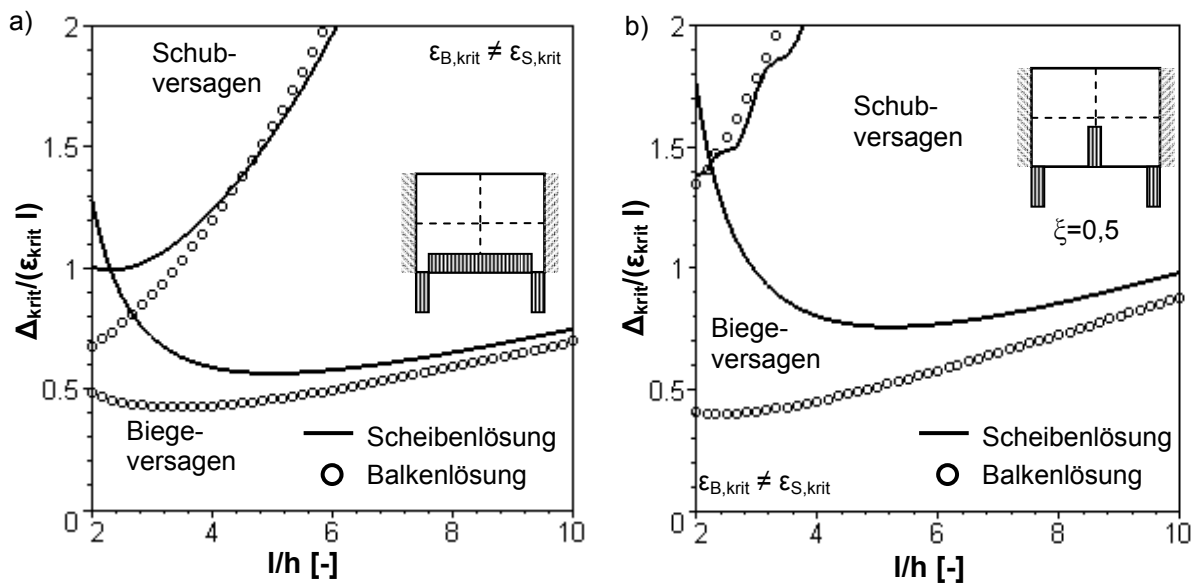 a)
2
1.5
1
0.5
0
Δkrit/(εkrit l)
Schub-
versagen
εB,krit ≠ εS,krit
Biege-
versagen
Scheibenlösung
Balkenlösung
2 4 6 8 10
l/h [-]
b)
2
1.5
1
0.5
0
Δkrit/(εkrit l)
Schub-
versagen
ξ=0,5
Biege-
versagen
Scheibenlösung
Balkenlösung
εB,krit ≠ εS,krit
2 4 6 8 10
l/h [-]